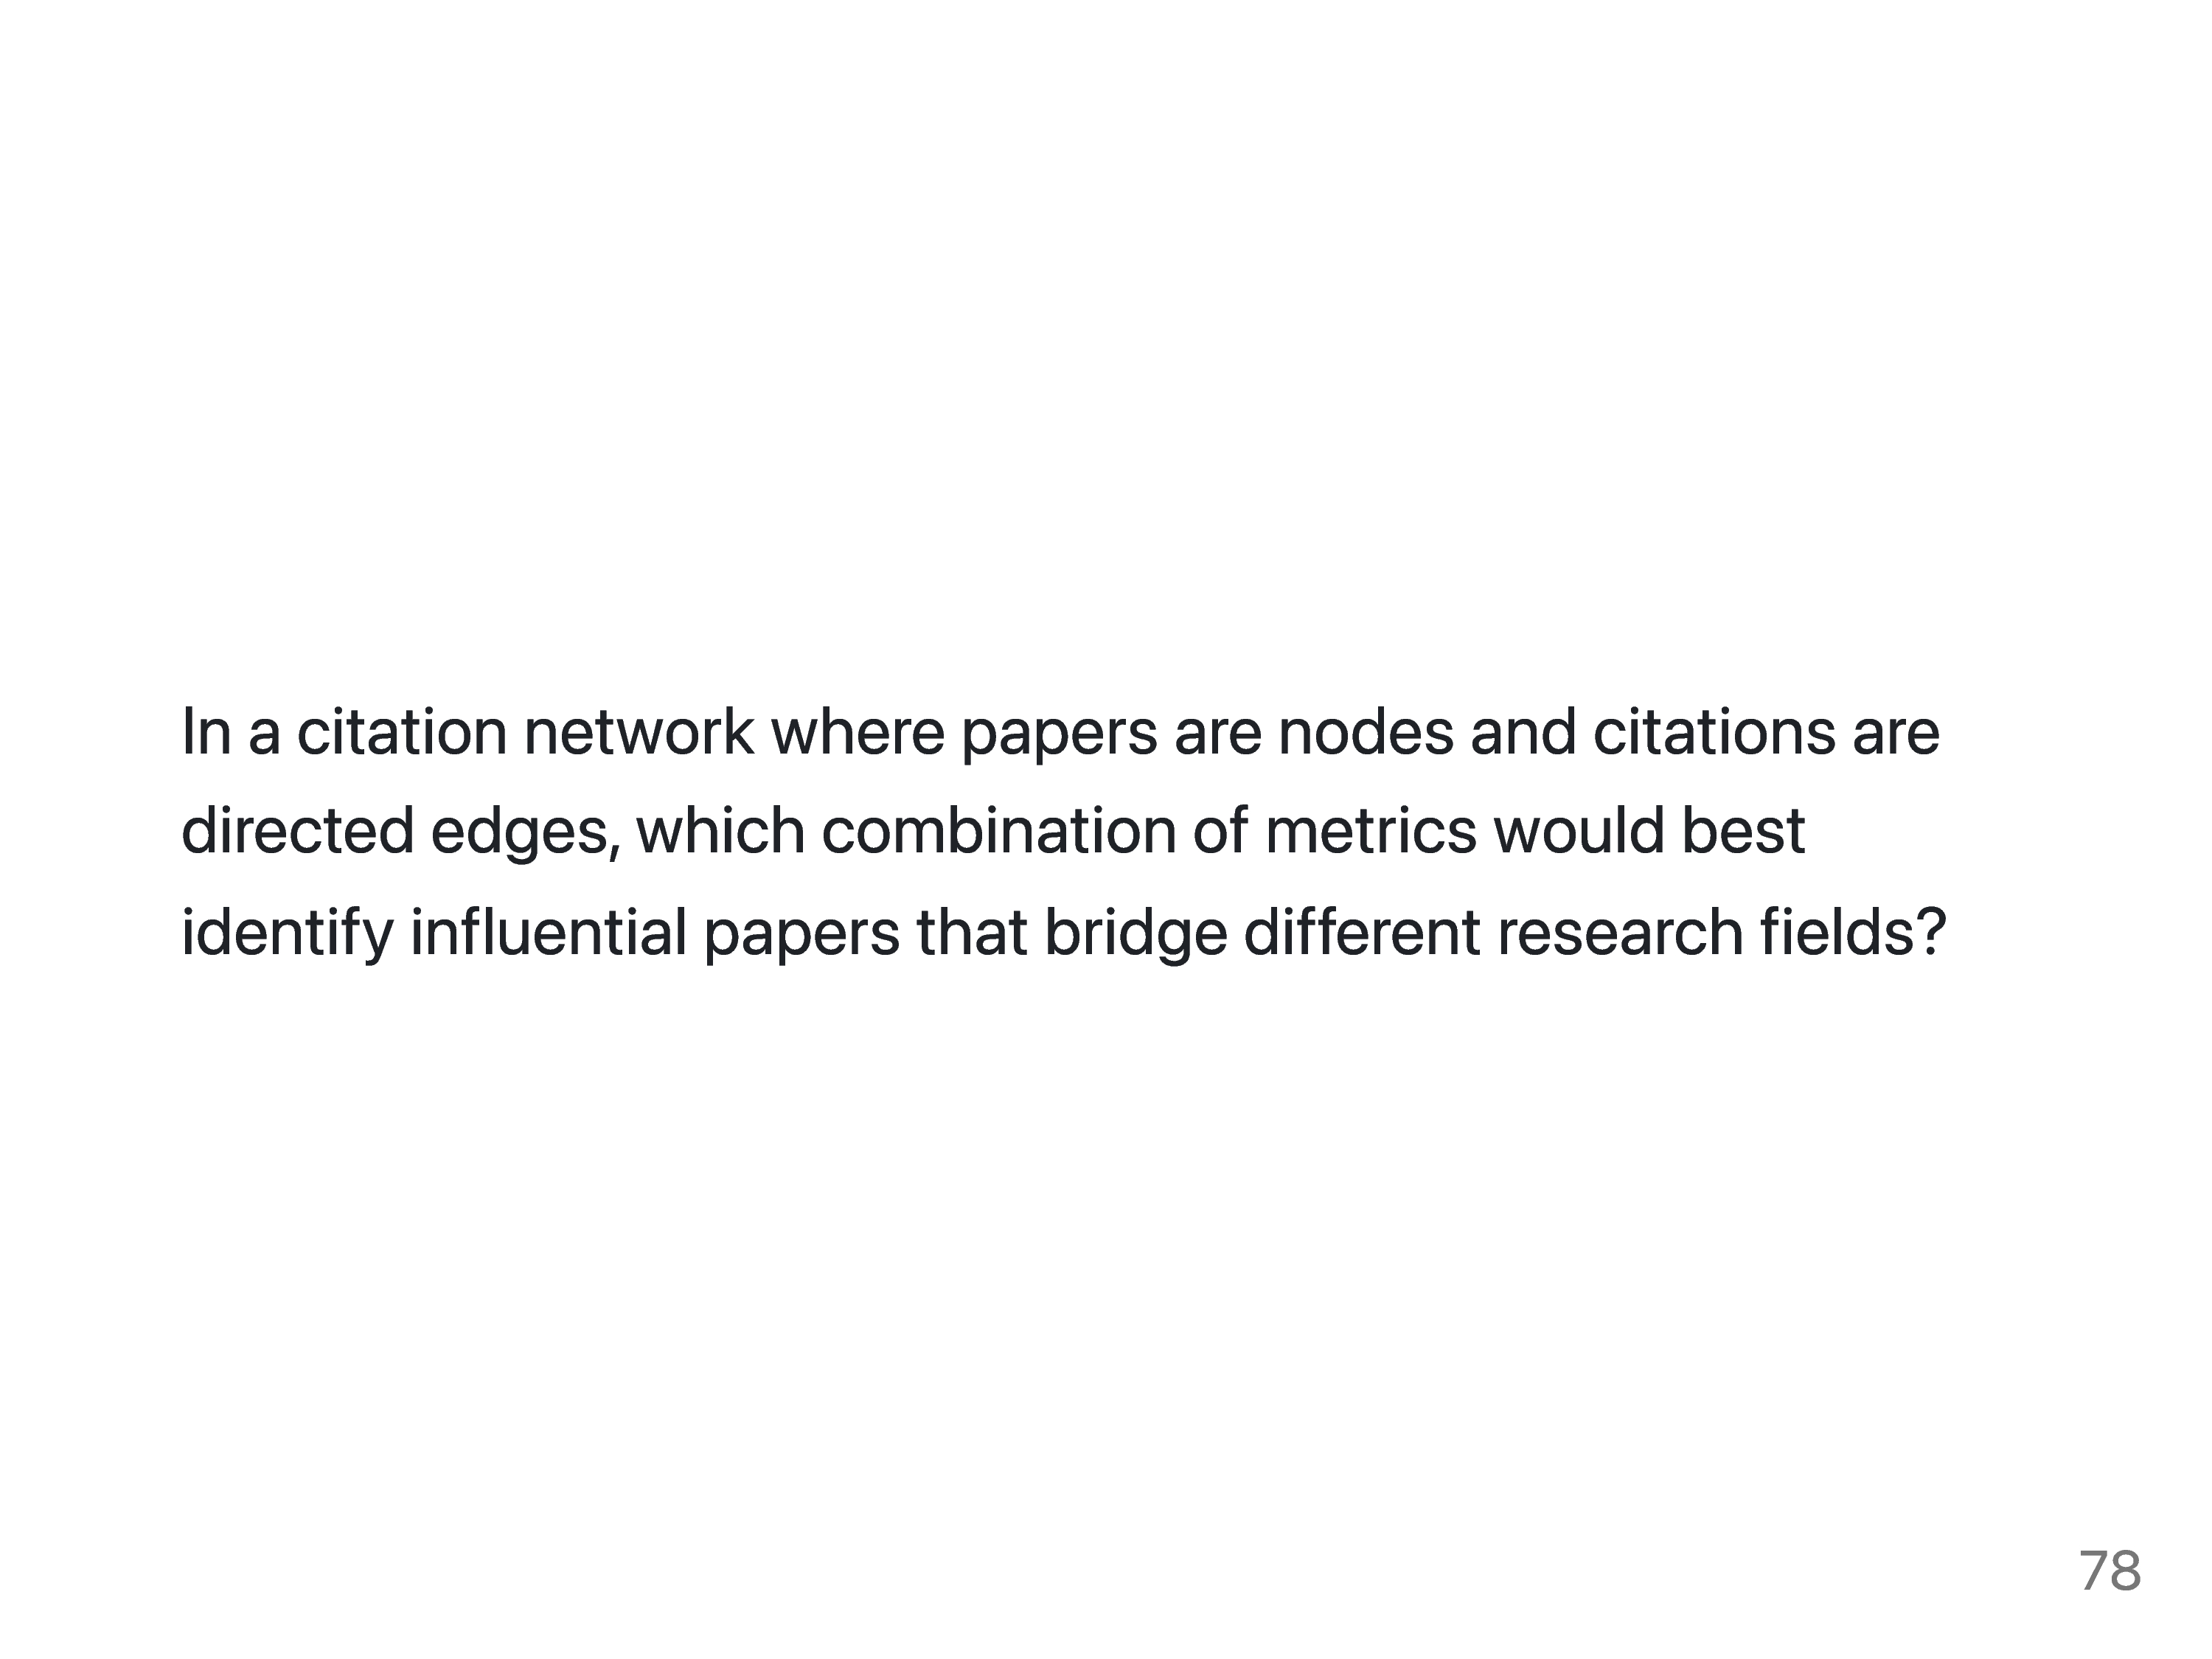 In a citation network where papers are nodes and citations are
directed edges, which combination of metrics would best
identify influential papers that bridge different research fields?
78